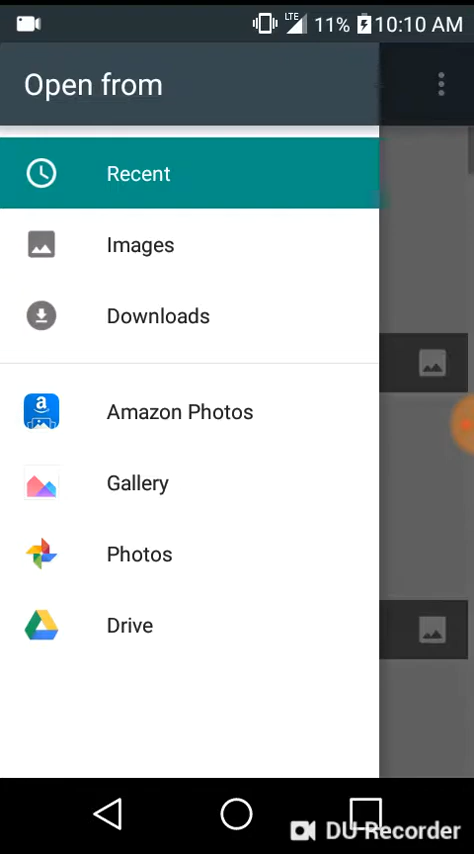 LTE 11% 10:10 AM
Open from
Recent
Images
Downloads
a
Amazon Photos
Gallery
Photos
Drive
DU Recorder